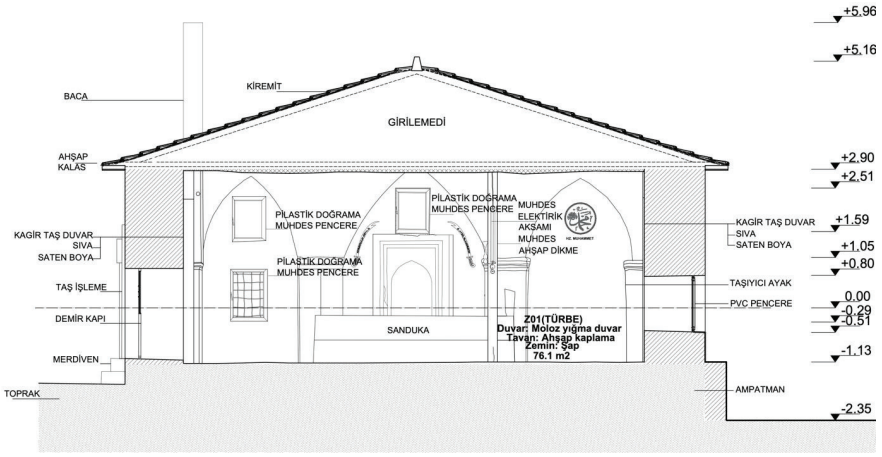 +5.96
+5.16
BACA
KİREMİT
GİRİLEMEDİ
AHŞAP
KALAS
+2.90
+2.51
PİLASTİK DOĞRAMA
MUHDES PENCERE
PİLASTİK DOĞRAMA
MUHDES PENCERE
MUHDES
ELEKTİRİK
AKSAMI
MUHDES
AHŞAP DİKME
HZ. MUHAMMET
KAGİR TAŞ DUVAR
SIVA
SATEN BOYA
KAGİR TAŞ DUVAR
SIVA
SATEN BOYA
+1.59
+1.05
+0.80
PİLASTİK DOĞRAMA
MUHDES PENCERE
TAŞ İŞLEME
TAŞIYICI AYAK
PVC PENCERE
0.00
-0.29
-0.51
DEMİR KAPI
SANDUKA
Z01(TÜRBE)
Duvar: Moloz yığma duvar
Tavan: Ahşap kaplama
Zemin: Şap
76.1 m2
MERDİVEN
-1.13
TOPRAK
AMPATMAN
-2.35